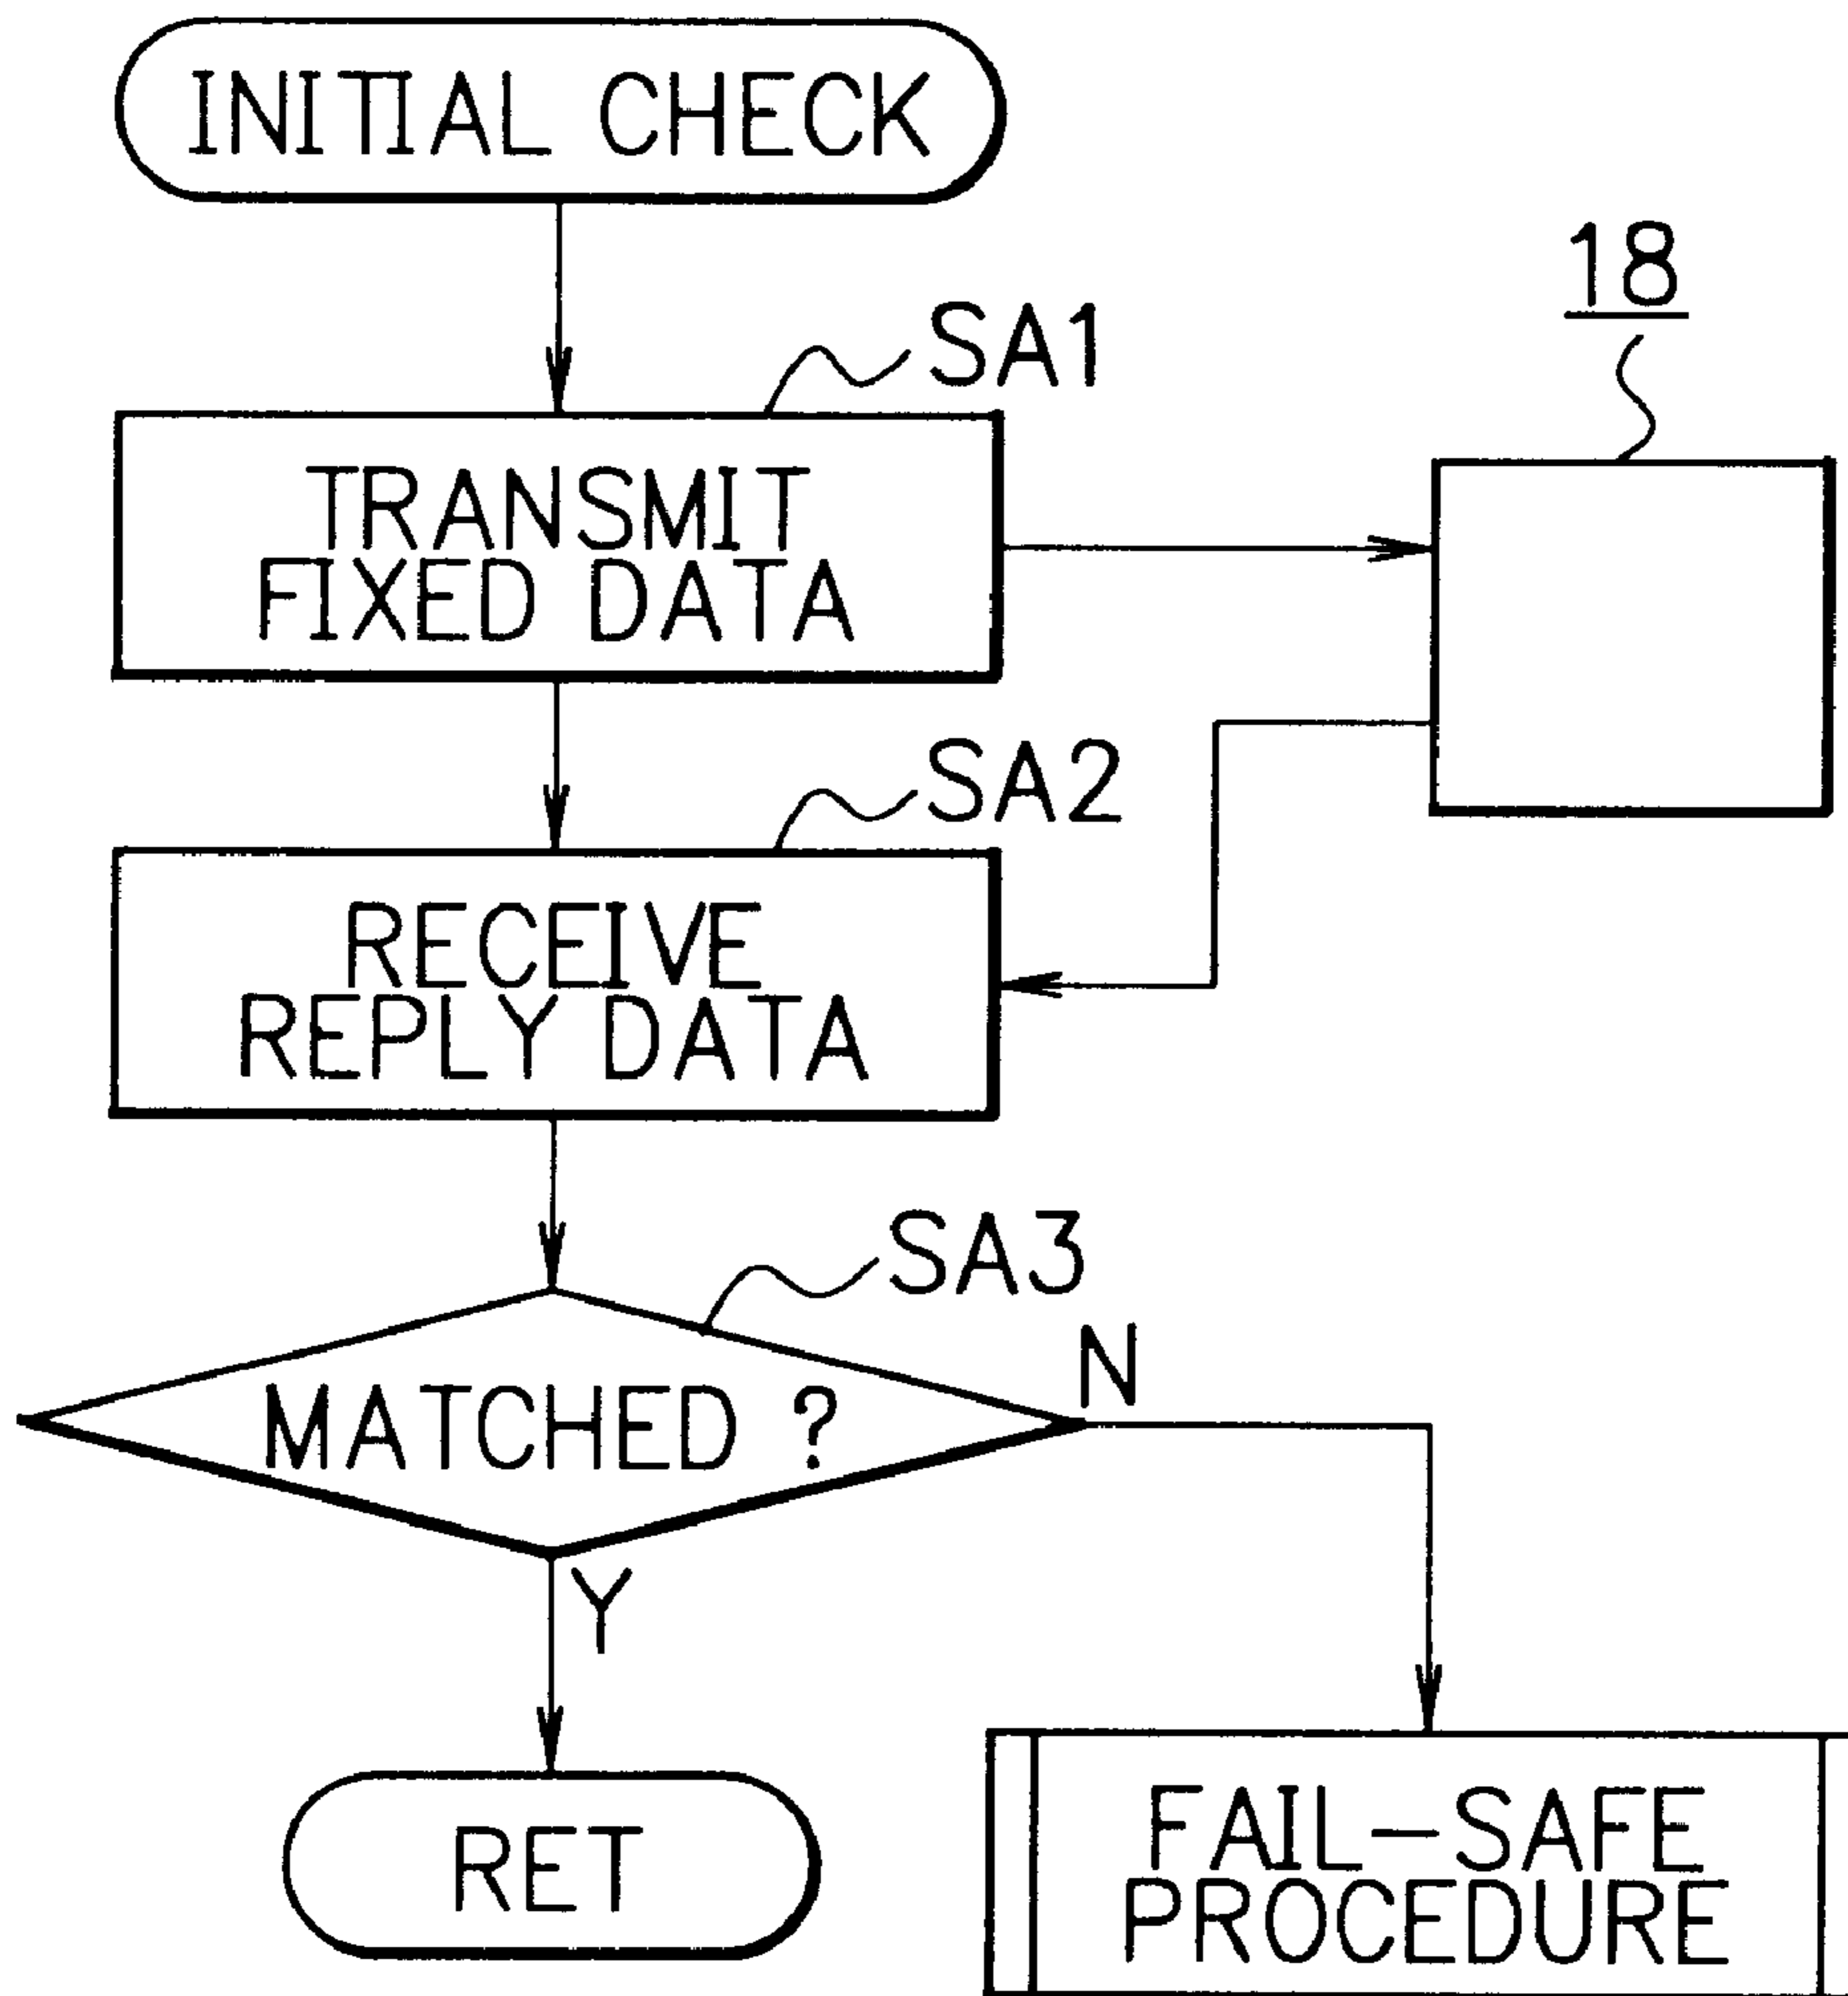 INITIAL CHECK
18
SA1
TRANSMIT
FIXED DATA
SA2
RECEIVE
REPLY DATA
SA3
N
MATCHED ?
Y
RET
FAIL-SAFE
PROCEDURE